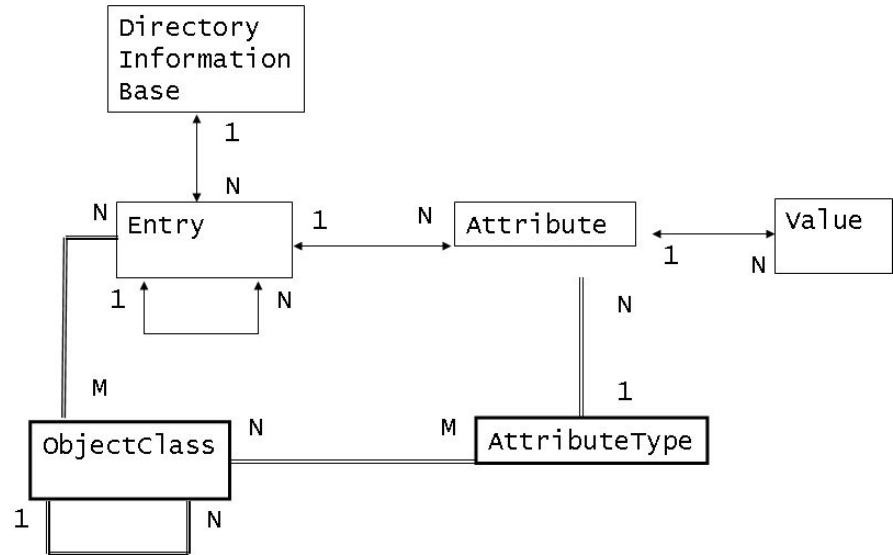 Directory
Information
Base
1
N
N
Entry
1
N
Attribute
1
N
Value
1
N
M
N
1
ObjectClass
N
M
AttributeType
1
N